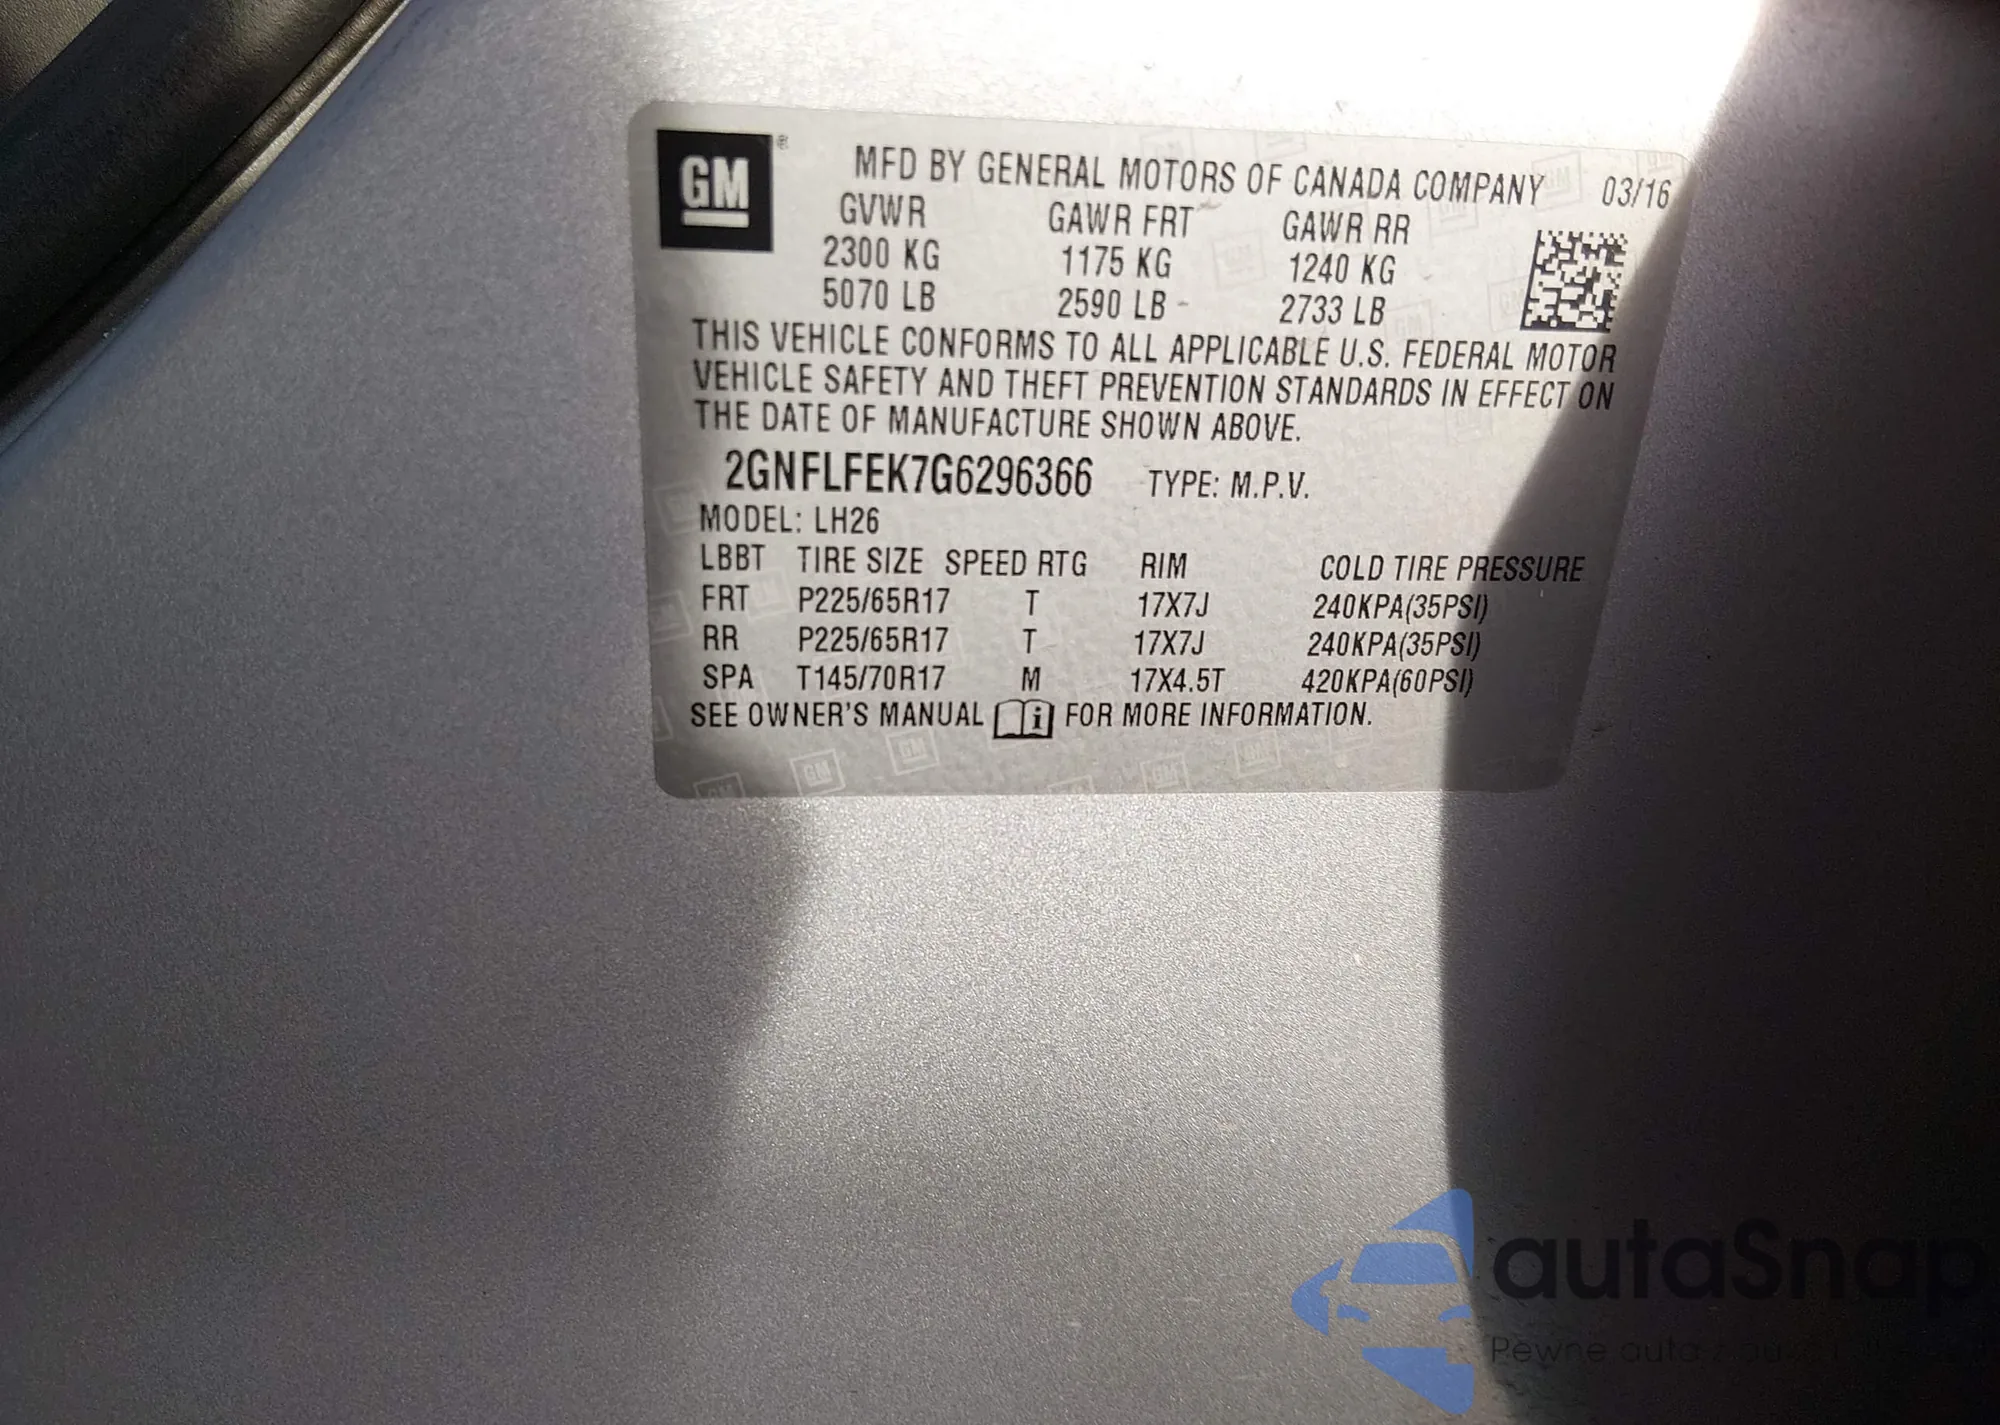 GM ® MFD BY GENERAL MOTORS OF CANADA COMPANY 03/16
GVWR GAWR FRT GAWR RR
2300 KG 1175 KG 1240 KG
5070 LB 2590 LB 2733 LB
THIS VEHICLE CONFORMS TO ALL APPLICABLE U.S. FEDERAL MOTOR
VEHICLE SAFETY AND THEFT PREVENTION STANDARDS IN EFFECT ON
THE DATE OF MANUFACTURE SHOWN ABOVE.
2GNFLFEK7G6296366 TYPE: M.P.V.
MODEL: LH26
LBBT TIRE SIZE SPEED RTG RIM COLD TIRE PRESSURE
FRT P225/65R17 T 17X7J 240KPA(35PSI)
RR P225/65R17 T 17X7J 240KPA(35PSI)
SPA T145/70R17 M 17X4.5T 420KPA(60PSI)
SEE OWNER'S MANUAL FOR MORE INFORMATION.
autaSnap
Pewne auto z